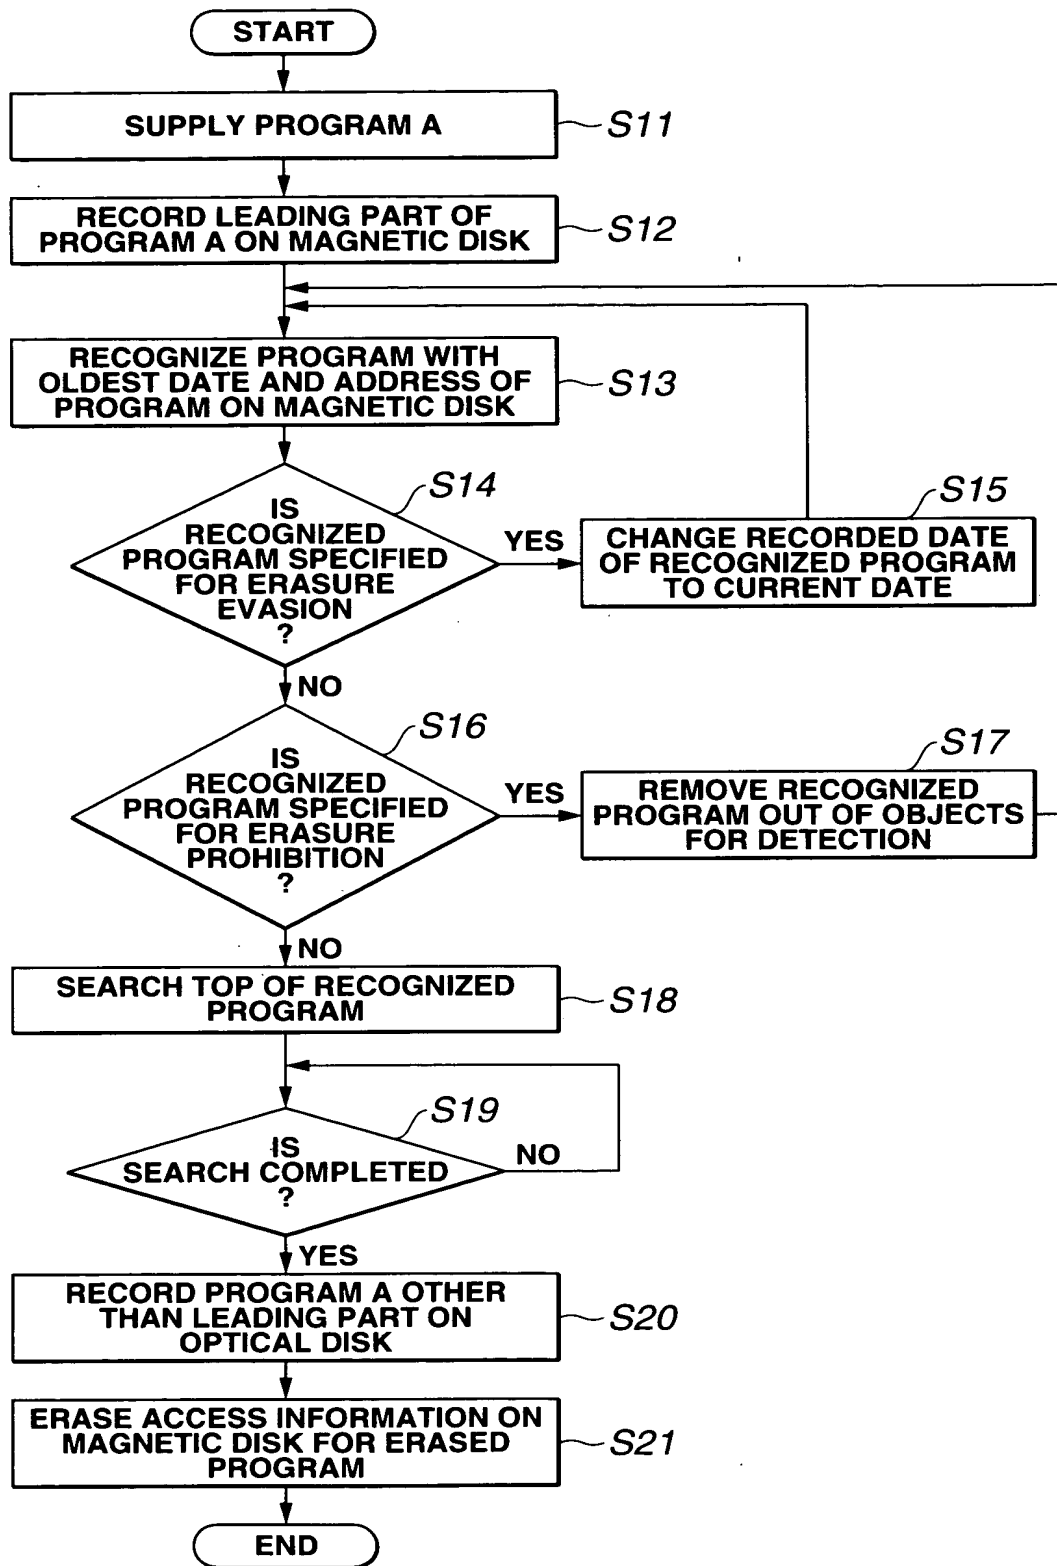 START
SUPPLY PROGRAM A
S11
RECORD LEADING PART OF
PROGRAM A ON MAGNETIC DISK
S12
RECOGNIZE PROGRAM WITH
OLDEST DATE AND ADDRESS OF
PROGRAM ON MAGNETIC DISK
S13
S14
IS
RECOGNIZED
PROGRAM SPECIFIED
FOR ERASURE
EVASION
?
YES
S15
CHANGE RECORDED DATE
OF RECOGNIZED PROGRAM
TO CURRENT DATE
NO
S16
IS
RECOGNIZED
PROGRAM SPECIFIED
FOR ERASURE
PROHIBITION
?
YES
S17
REMOVE RECOGNIZED
PROGRAM OUT OF OBJECTS
FOR DETECTION
NO
SEARCH TOP OF RECOGNIZED
PROGRAM
S18
S19
IS
SEARCH COMPLETED
?
NO
YES
RECORD PROGRAM A OTHER
THAN LEADING PART ON
OPTICAL DISK
S20
ERASE ACCESS INFORMATION ON
MAGNETIC DISK FOR ERASED
PROGRAM
S21
END